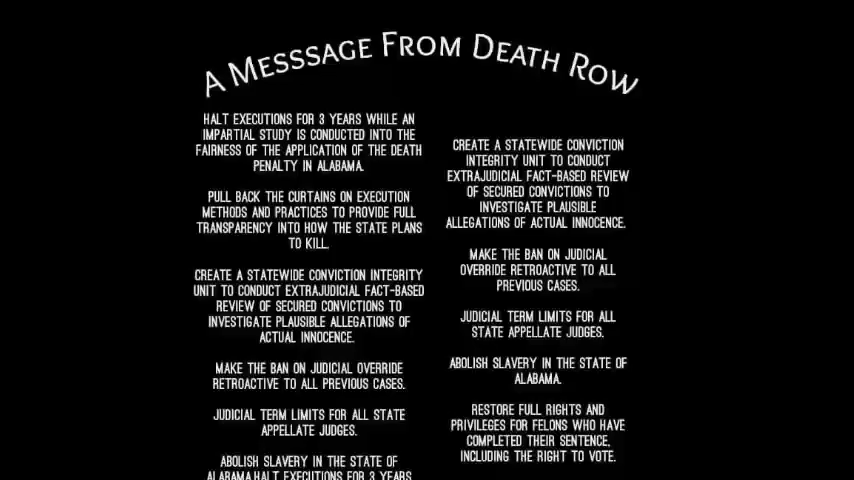 A Messsage From Death Row
HALT EXECUTIONS FOR 3 YEARS WHILE AN
IMPARTIAL STUDY IS CONDUCTED INTO THE
FAIRNESS OF THE APPLICATION OF THE DEATH
PENALTY IN ALABAMA.
PULL BACK THE CURTAINS ON EXECUTION
METHODS AND PRACTICES TO PROVIDE FULL
TRANSPARENCY INTO HOW THE STATE PLANS
TO KILL.
CREATE A STATEWIDE CONVICTION INTEGRITY
UNIT TO CONDUCT EXTRAJUDICIAL FACT-BASED
REVIEW OF SECURED CONVICTIONS TO
INVESTIGATE PLAUSIBLE ALLEGATIONS OF
ACTUAL INNOCENCE.
MAKE THE BAN ON JUDICIAL OVERRIDE
RETROACTIVE TO ALL PREVIOUS CASES.
JUDICIAL TERM LIMITS FOR ALL STATE
APPELLATE JUDGES.
ABOLISH SLAVERY IN THE STATE OF
ALABAMA.HALT EXECUTIONS FOR 3 YEARS
CREATE A STATEWIDE CONVICTION
INTEGRITY UNIT TO CONDUCT
EXTRAJUDICIAL FACT-BASED REVIEW
OF SECURED CONVICTIONS TO
INVESTIGATE PLAUSIBLE
ALLEGATIONS OF ACTUAL INNOCENCE.
MAKE THE BAN ON JUDICIAL
OVERRIDE RETROACTIVE TO ALL
PREVIOUS CASES.
JUDICIAL TERM LIMITS FOR ALL
STATE APPELLATE JUDGES.
ABOLISH SLAVERY IN THE STATE OF
ALABAMA.
RESTORE FULL RIGHTS AND
PRIVILEGES FOR FELONS WHO HAVE
COMPLETED THEIR SENTENCE,
INCLUDING THE RIGHT TO VOTE.